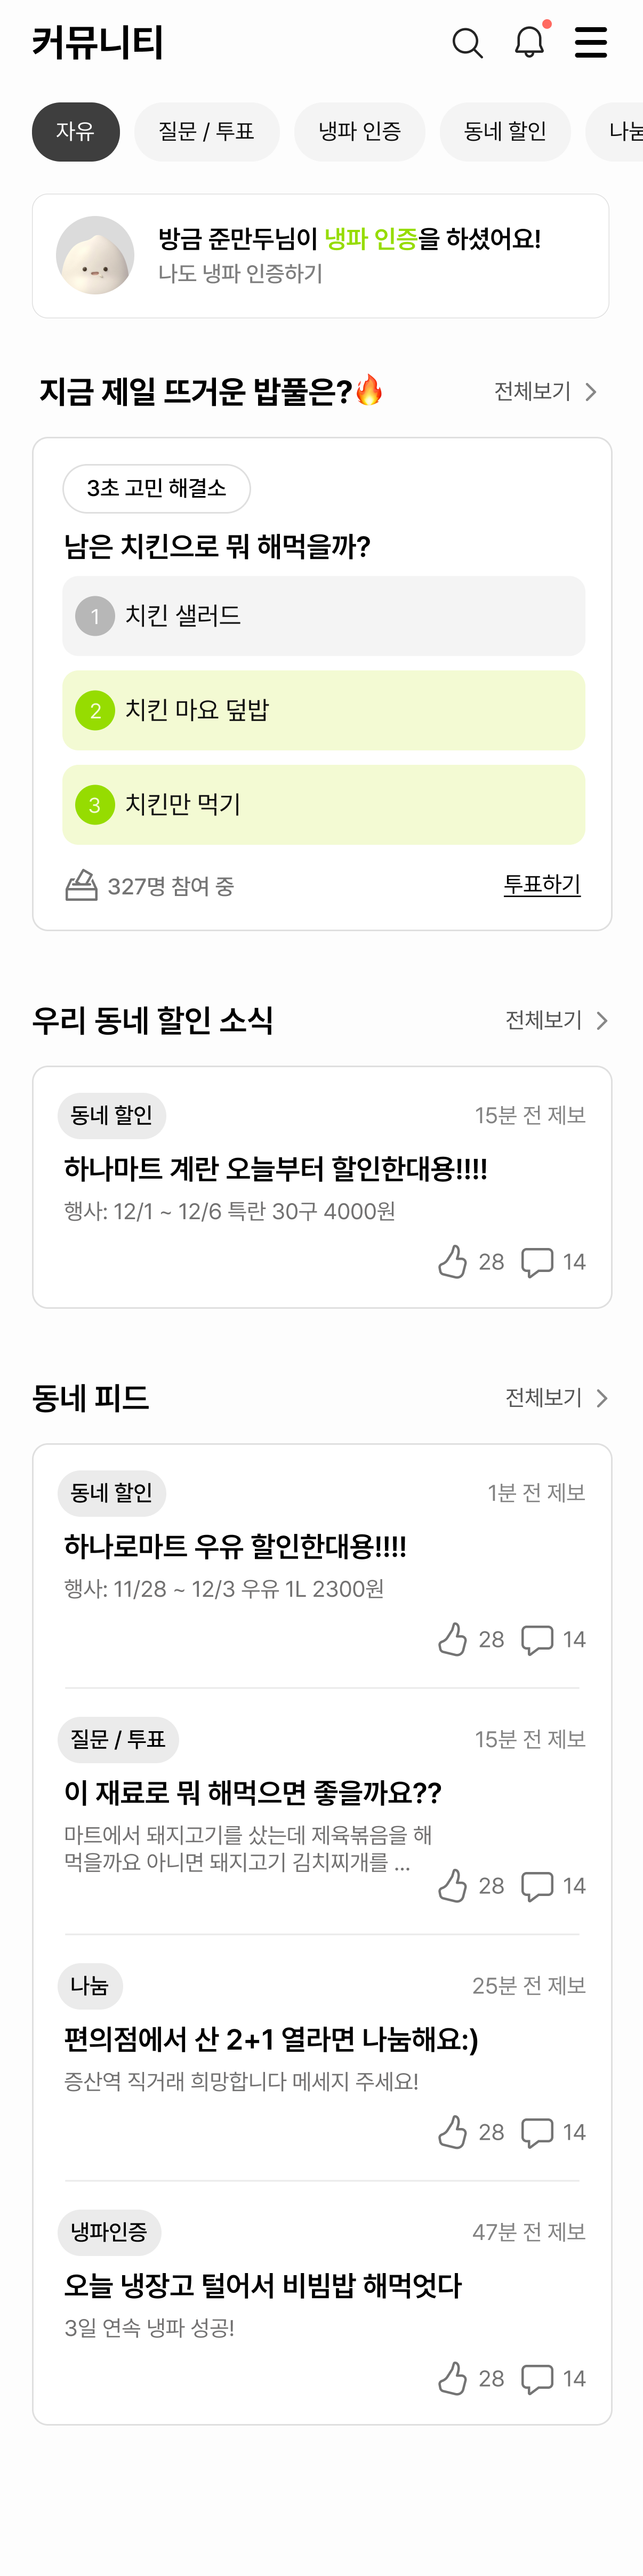 커뮤니티
자유
질문 / 투표
냉파 인증
동네 할인
나눔
방금 준만두님이 냉파 인증을 하셨어요!
나도 냉파 인증하기
지금 제일 뜨거운 밥풀은?🔥
전체보기
3초 고민 해결소
남은 치킨으로 뭐 해먹을까?
1 치킨 샐러드
2 치킨 마요 덮밥
3 치킨만 먹기
327명 참여 중
투표하기
우리 동네 할인 소식
전체보기
동네 할인
15분 전 제보
하나마트 계란 오늘부터 할인한대용!!!!
행사: 12/1 ~ 12/6 특란 30구 4000원
28 14
동네 피드
전체보기
동네 할인
1분 전 제보
하나로마트 우유 할인한대용!!!!
행사: 11/28 ~ 12/3 우유 1L 2300원
28 14
질문 / 투표
15분 전 제보
이 재료로 뭐 해먹으면 좋을까요??
마트에서 돼지고기를 샀는데 제육볶음을 해
먹을까요 아니면 돼지고기 김치찌개를 ...
28 14
나눔
25분 전 제보
편의점에서 산 2+1 열라면 나눔해요:)
증산역 직거래 희망합니다 메세지 주세요!
28 14
냉파인증
47분 전 제보
오늘 냉장고 털어서 비빔밥 해먹엇다
3일 연속 냉파 성공!
28 14